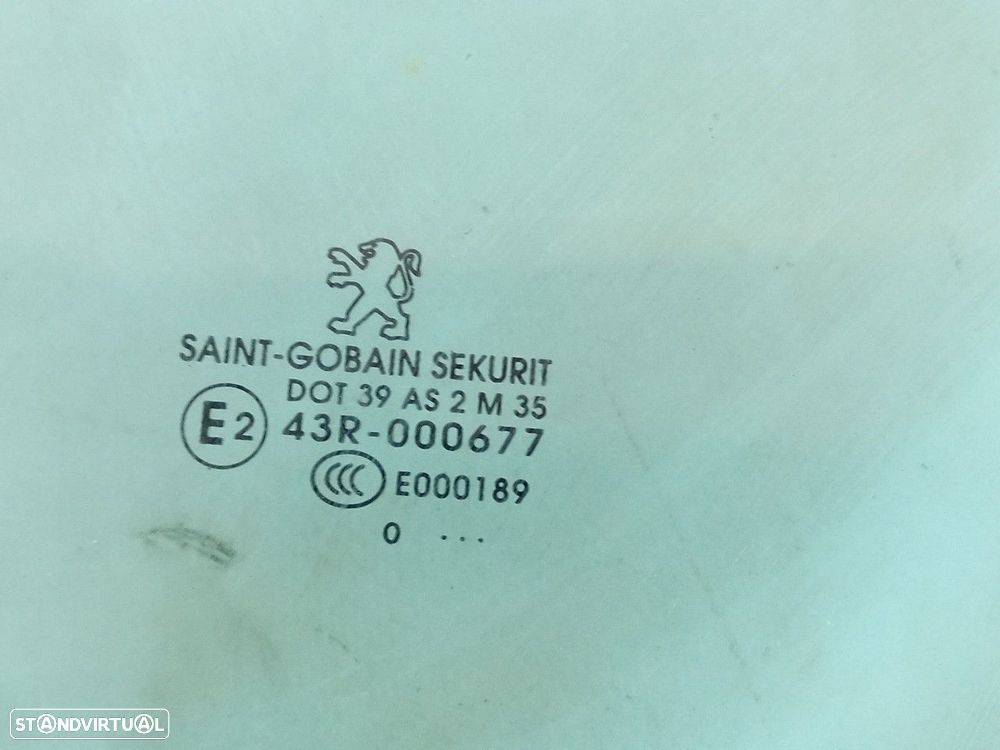 SAINT-GOBAIN SEKURIT
DOT 39 AS 2 M 35
E2 43R-000677
CCC E000189
0 ...
STANDVIRTUAL